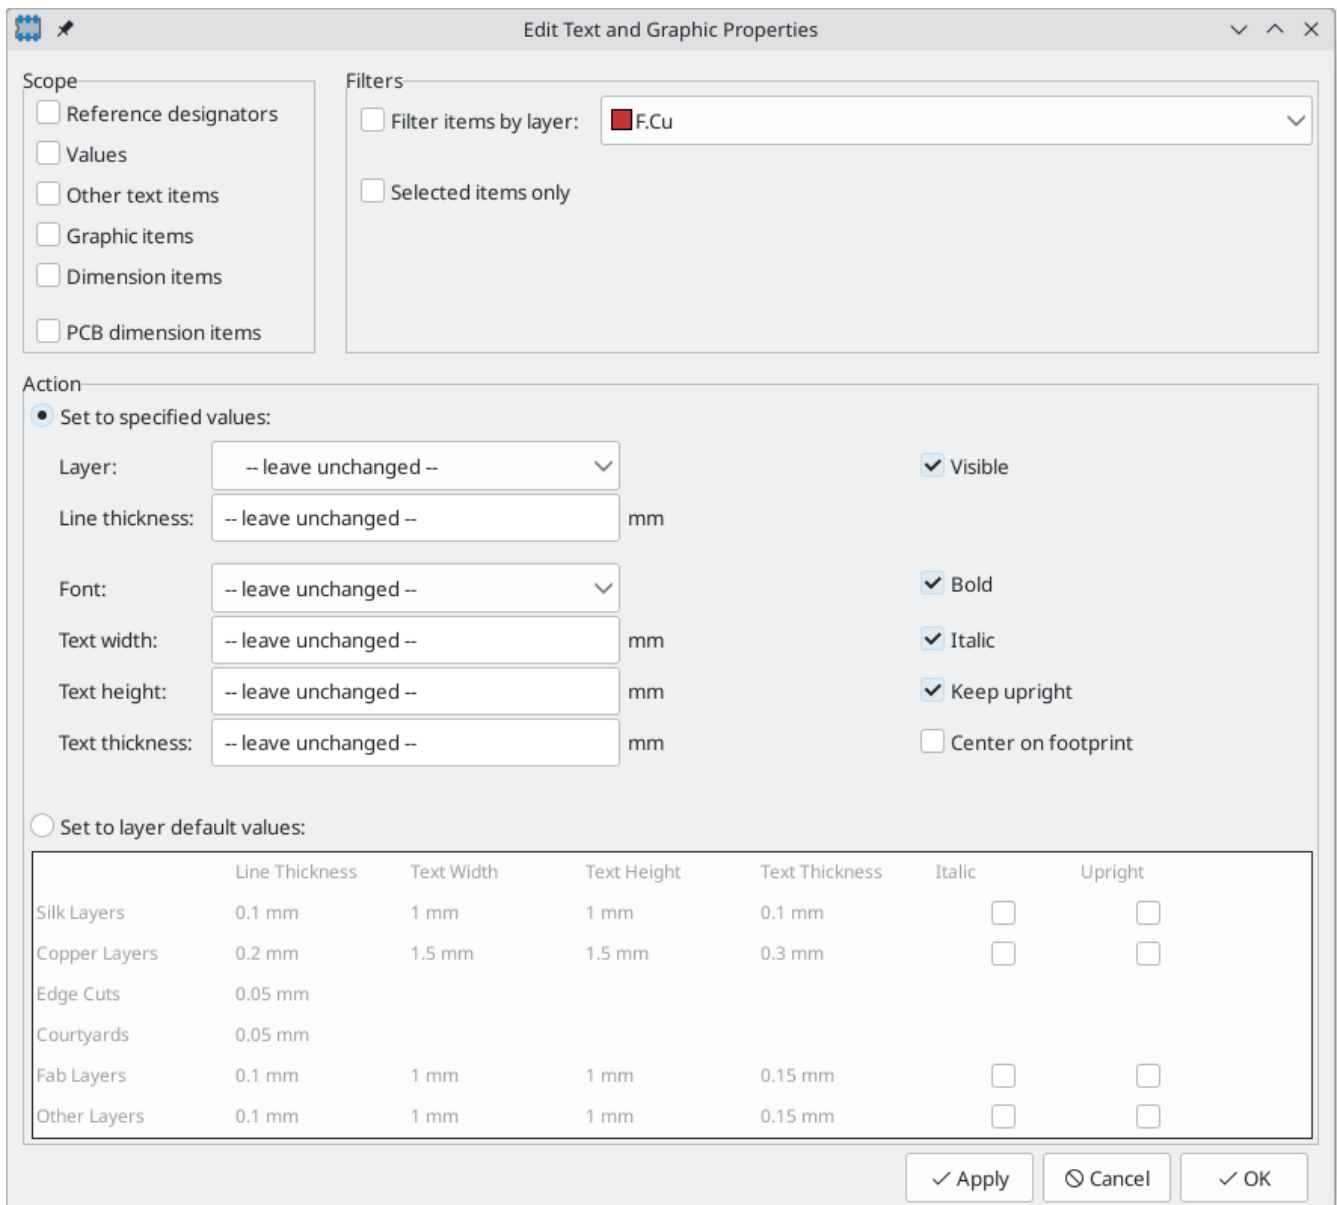 Edit Text and Graphic Properties
Scope
Reference designators
Values
Other text items
Graphic items
Dimension items
PCB dimension items
Filters
Filter items by layer: F.Cu
Selected items only
Action
Set to specified values:
Layer: -- leave unchanged -- Visible
Line thickness: -- leave unchanged -- mm
Font: -- leave unchanged -- Bold
Text width: -- leave unchanged -- mm Italic
Text height: -- leave unchanged -- mm Keep upright
Text thickness: -- leave unchanged -- mm Center on footprint
Set to layer default values:
Line Thickness Text Width Text Height Text Thickness Italic Upright
Silk Layers 0.1 mm 1 mm 1 mm 0.1 mm
Copper Layers 0.2 mm 1.5 mm 1.5 mm 0.3 mm
Edge Cuts 0.05 mm
Courtyards 0.05 mm
Fab Layers 0.1 mm 1 mm 1 mm 0.15 mm
Other Layers 0.1 mm 1 mm 1 mm 0.15 mm
Apply Cancel OK